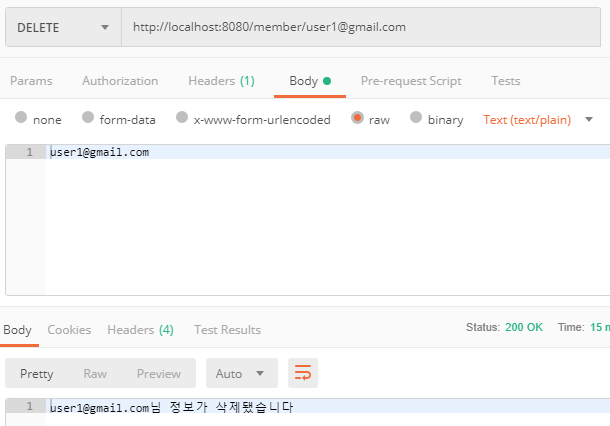 DELETE http://localhost:8080/member/user1@gmail.com
Params Authorization Headers (1) Body Pre-request Script Tests
none form-data x-www-form-urlencoded raw binary Text (text/plain)
1 user1@gmail.com
Body Cookies Headers (4) Test Results Status: 200 OK Time: 15
Pretty Raw Preview Auto
1 user1@gmail.com님 정보가 삭제됐습니다